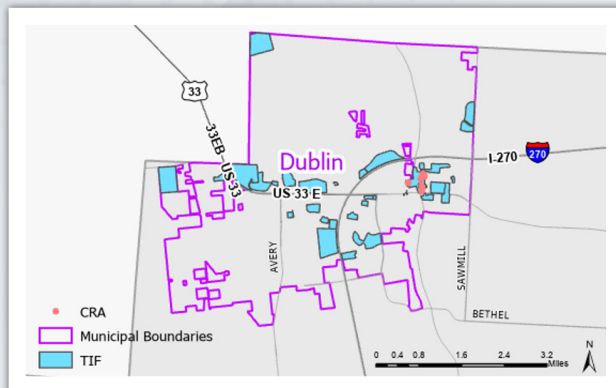 33
33EB
US 33
Dublin
US 33 E
I-270
270
AVERY
SAWMILL
BETHEL
CRA
Municipal Boundaries
TIF
0 0.4 0.8 1.6 2.4 3.2
Miles
N